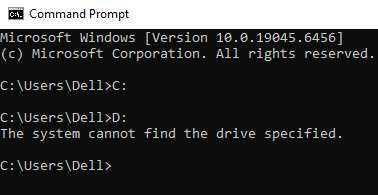 Command Prompt
Microsoft Windows [Version 10.0.19045.6456]
(c) Microsoft Corporation. All rights reserved.
C:\Users\Dell>C:
C:\Users\Dell>D:
The system cannot find the drive specified.
C:\Users\Dell>